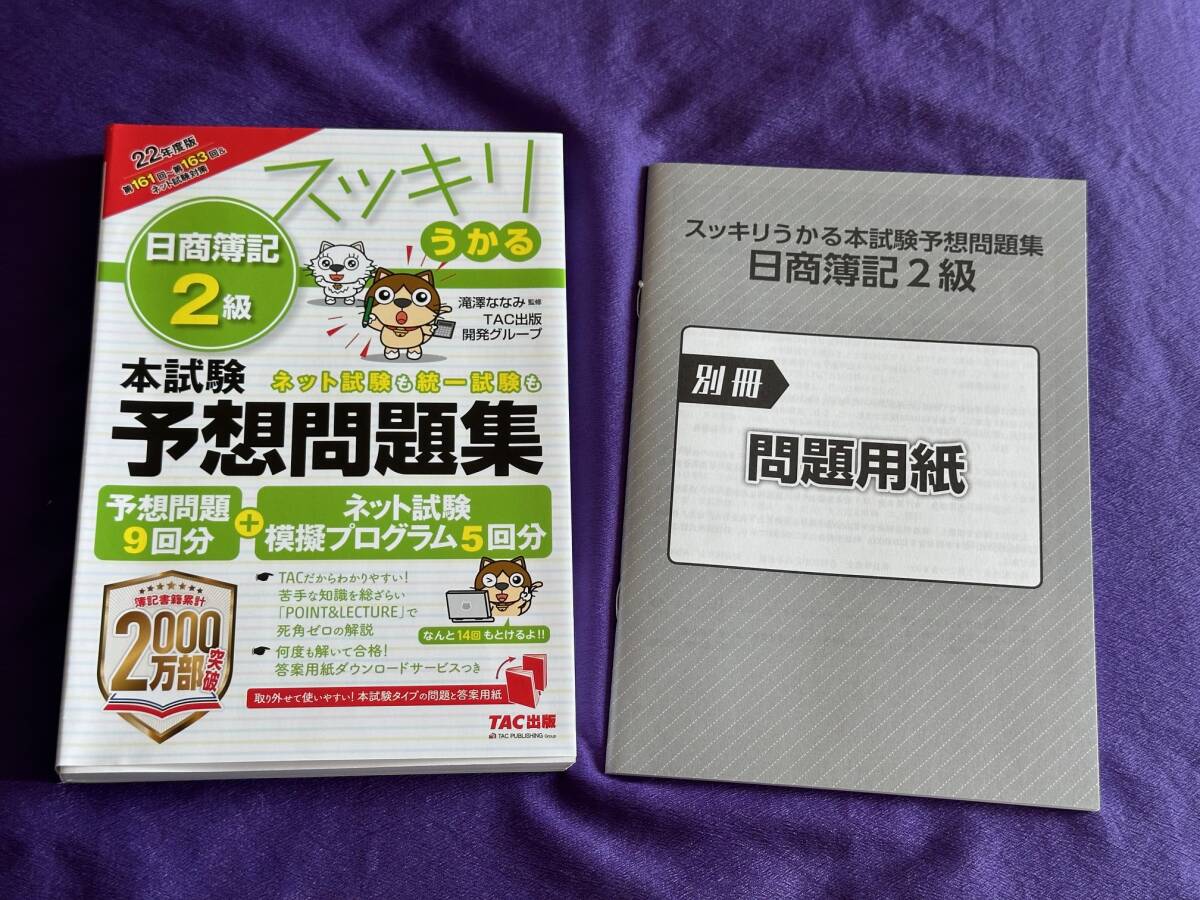 22年度版
第161回~第163回&
ネット試験対策
スッキリ
うかる
日商簿記
2級
滝澤ななみ 監修
TAC出版
開発グループ
本試験
ネット試験も統一試験も
予想問題集
予想問題
9回分
+
ネット試験
模擬プログラム5回分
TACだからわかりやすい!
苦手な知識を総ざらい
「POINT&LECTURE」で
死角ゼロの解説
何度も解いて合格!
答案用紙ダウンロードサービスつき
なんと14回もとけるよ!!
簿記書籍累計
2000
万部
突破
取り外せて使いやすい!本試験タイプの問題と答案用紙
TAC出版
TAC PUBLISHING Group
スッキリうかる本試験予想問題集
日商簿記2級
別冊
問題用紙